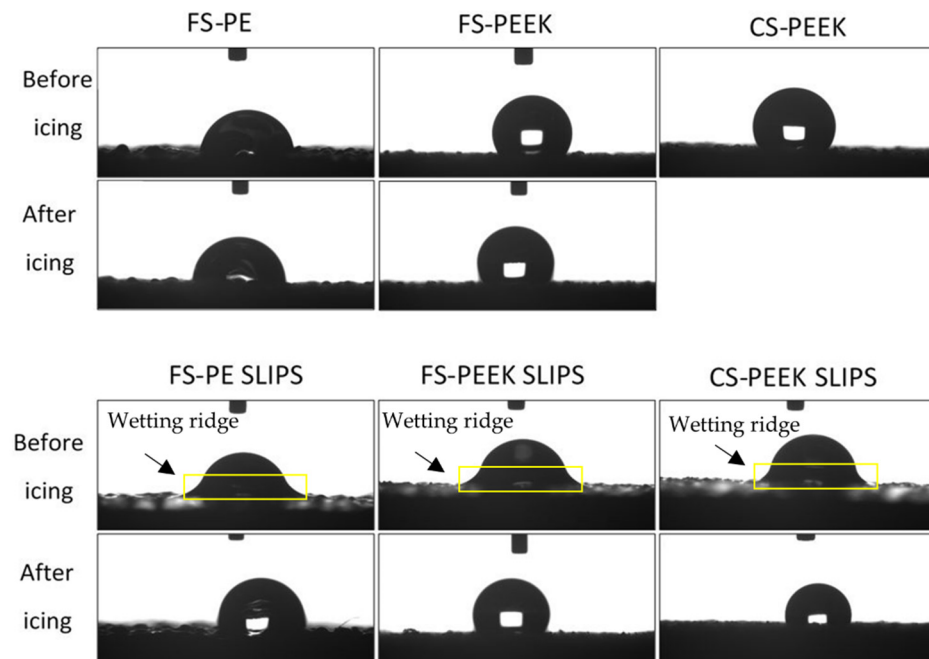 FS-PE FS-PEEK CS-PEEK
Before
icing
After
icing
FS-PE SLIPS FS-PEEK SLIPS CS-PEEK SLIPS
Wetting ridge Wetting ridge Wetting ridge
Before
icing
After
icing